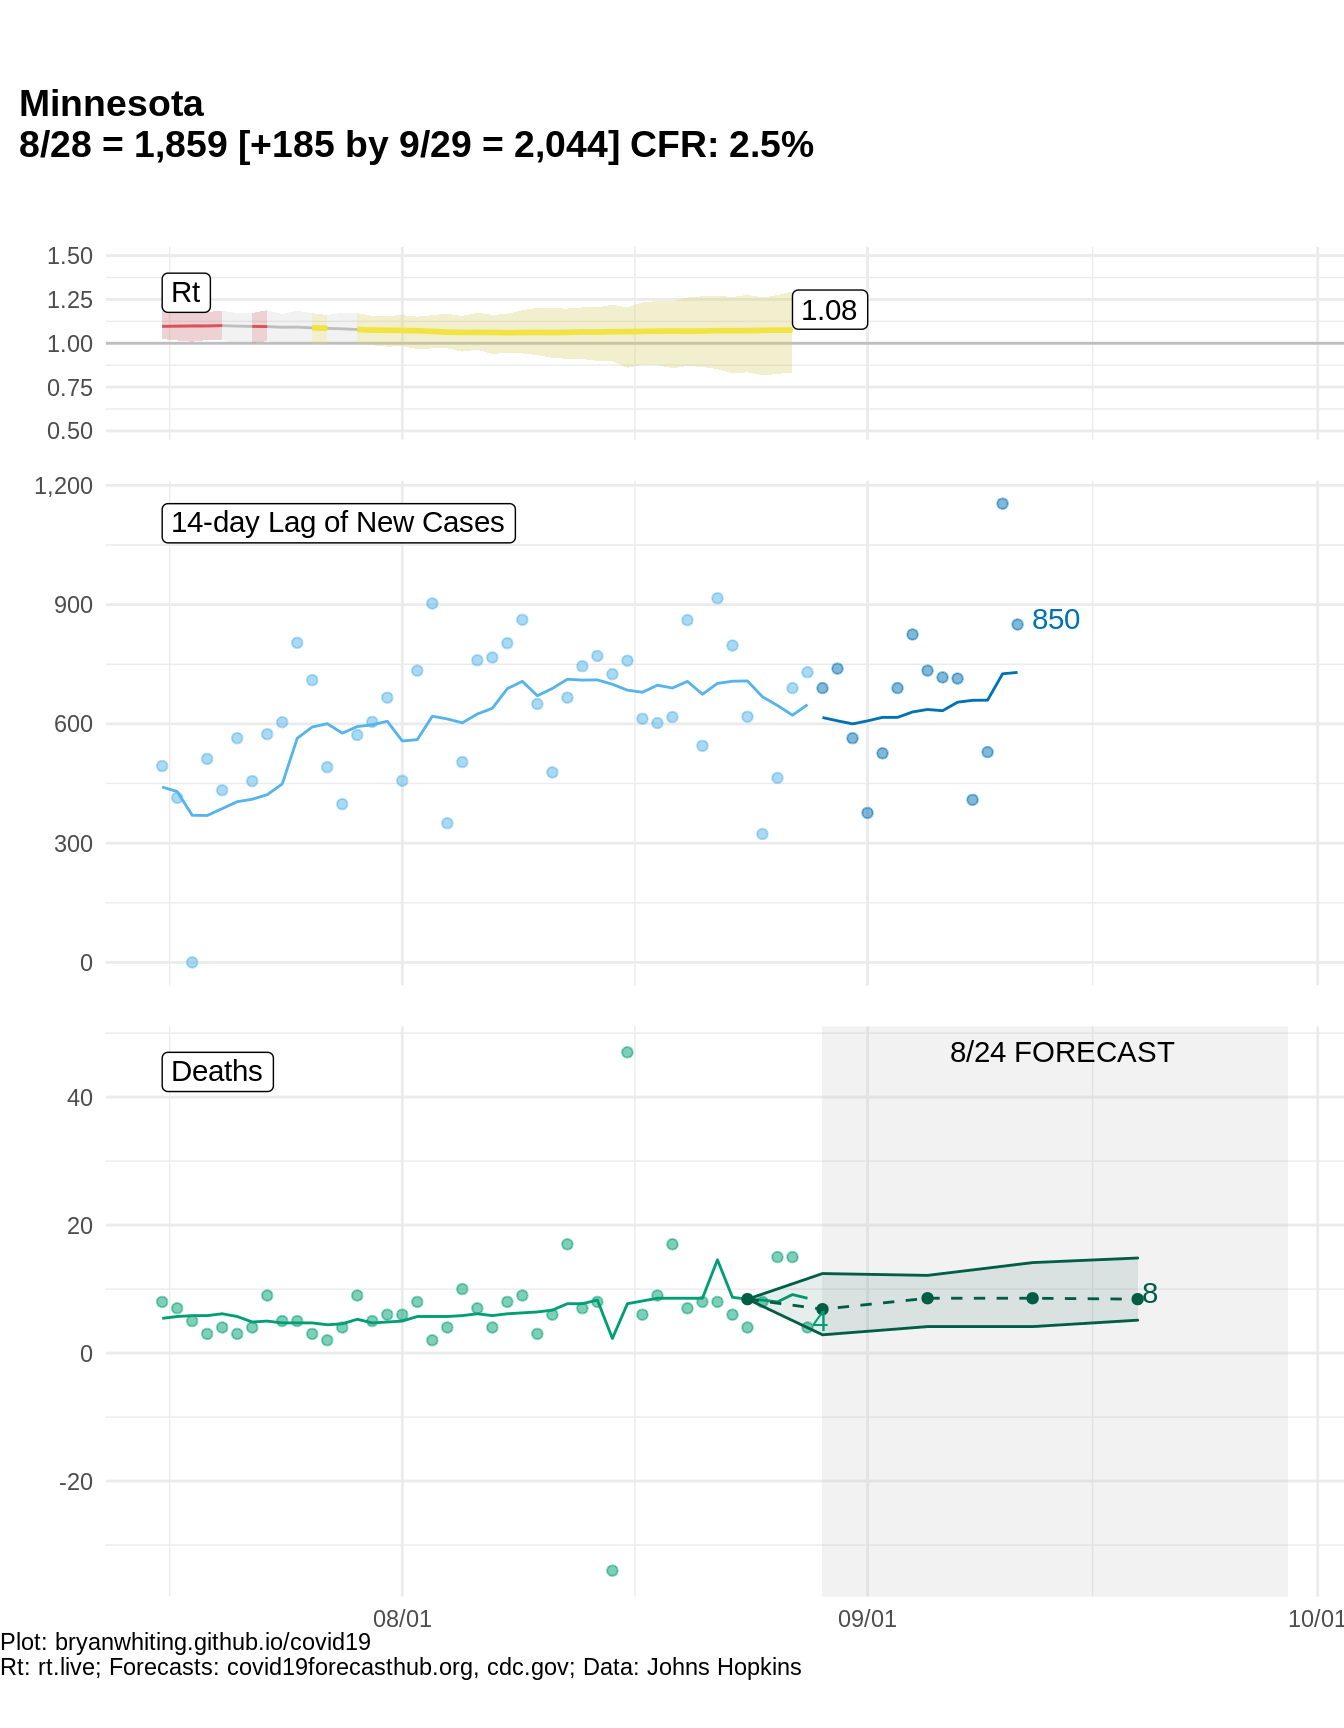 Minnesota
8/28 = 1,859 [+185 by 9/29 = 2,044] CFR: 2.5%
1.50
1.25
1.00
0.75
0.50
Rt
1.08
1,200
900
600
300
0
14-day Lag of New Cases
850
40
20
0
-20
Deaths
8/24 FORECAST
4
8
08/01
09/01
10/01
Plot: bryanwhiting.github.io/covid19
Rt: rt.live; Forecasts: covid19forecasthub.org, cdc.gov; Data: Johns Hopkins